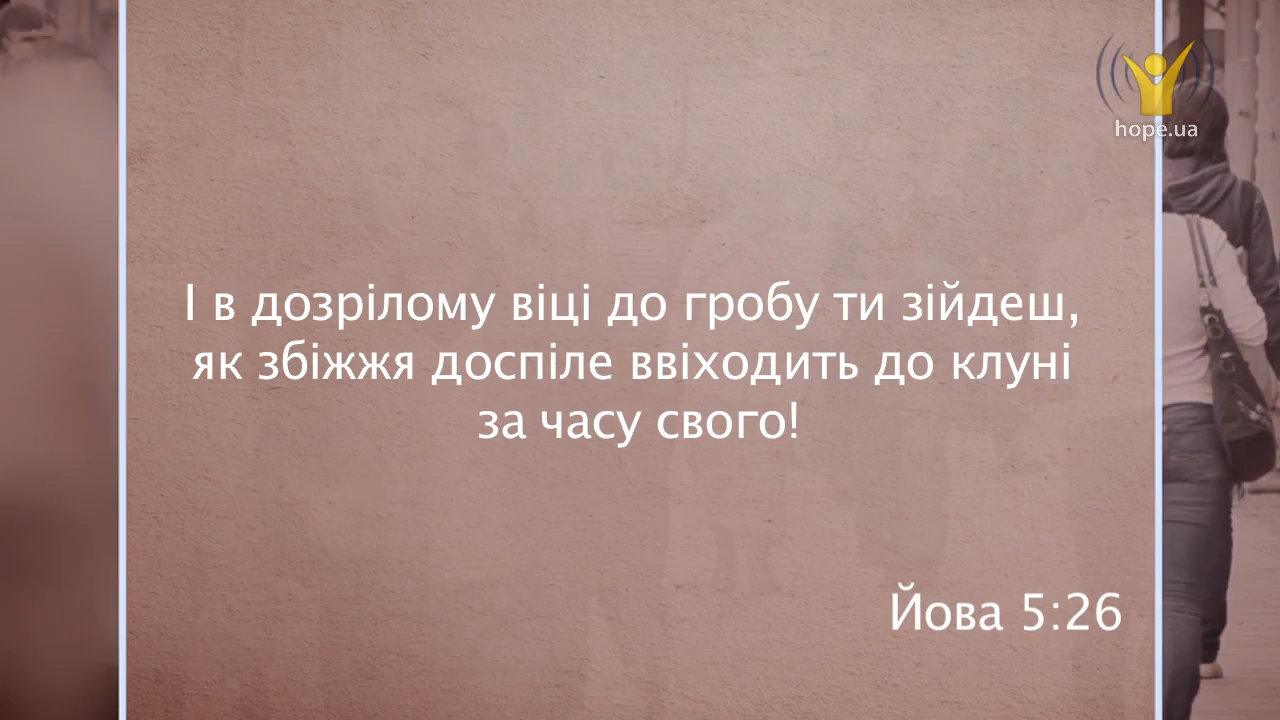 hope.ua
І в дозрілому віці до гробу ти зійдеш,
як збіжжя доспіле ввіходить до клуні
за часу свого!
Йова 5:26